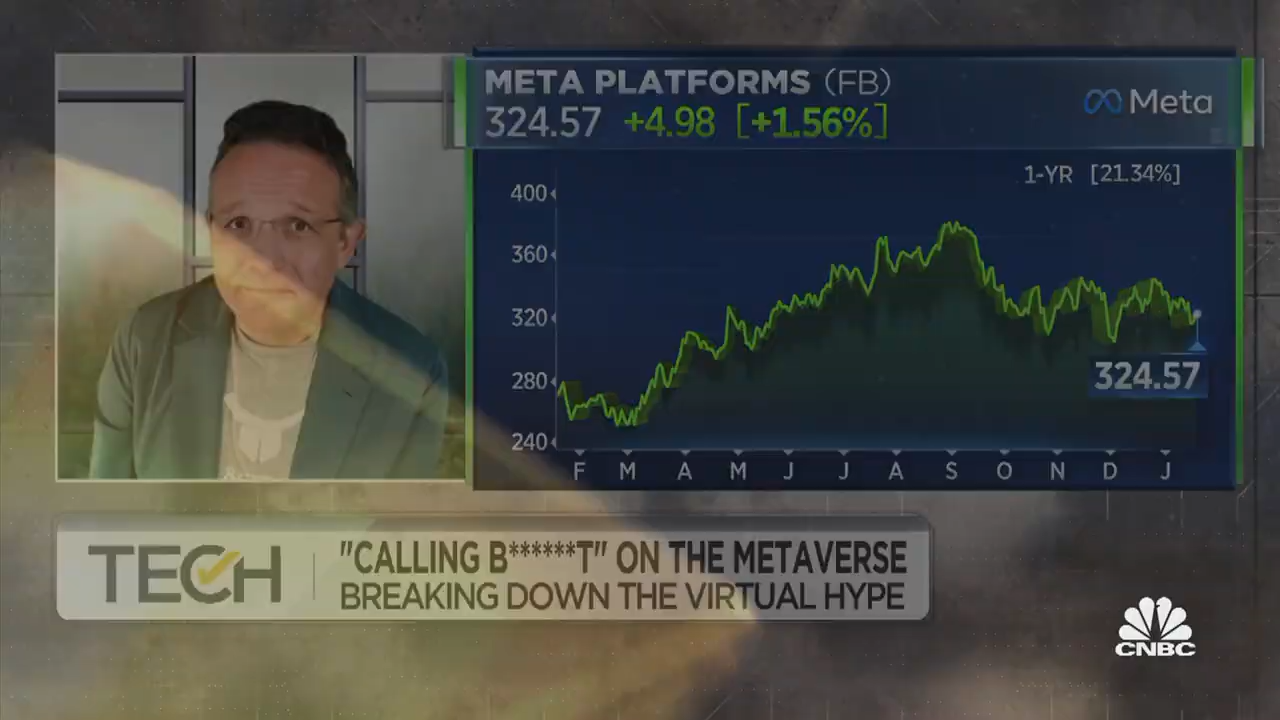 META PLATFORMS (FB)
324.57 +4.98 [+1.56%]
Meta
1-YR [21.34%]
400
360
320
280
240
324.57
F M A M J J A S O N D J
TECH
"CALLING B******T" ON THE METAVERSE
BREAKING DOWN THE VIRTUAL HYPE
CNBC